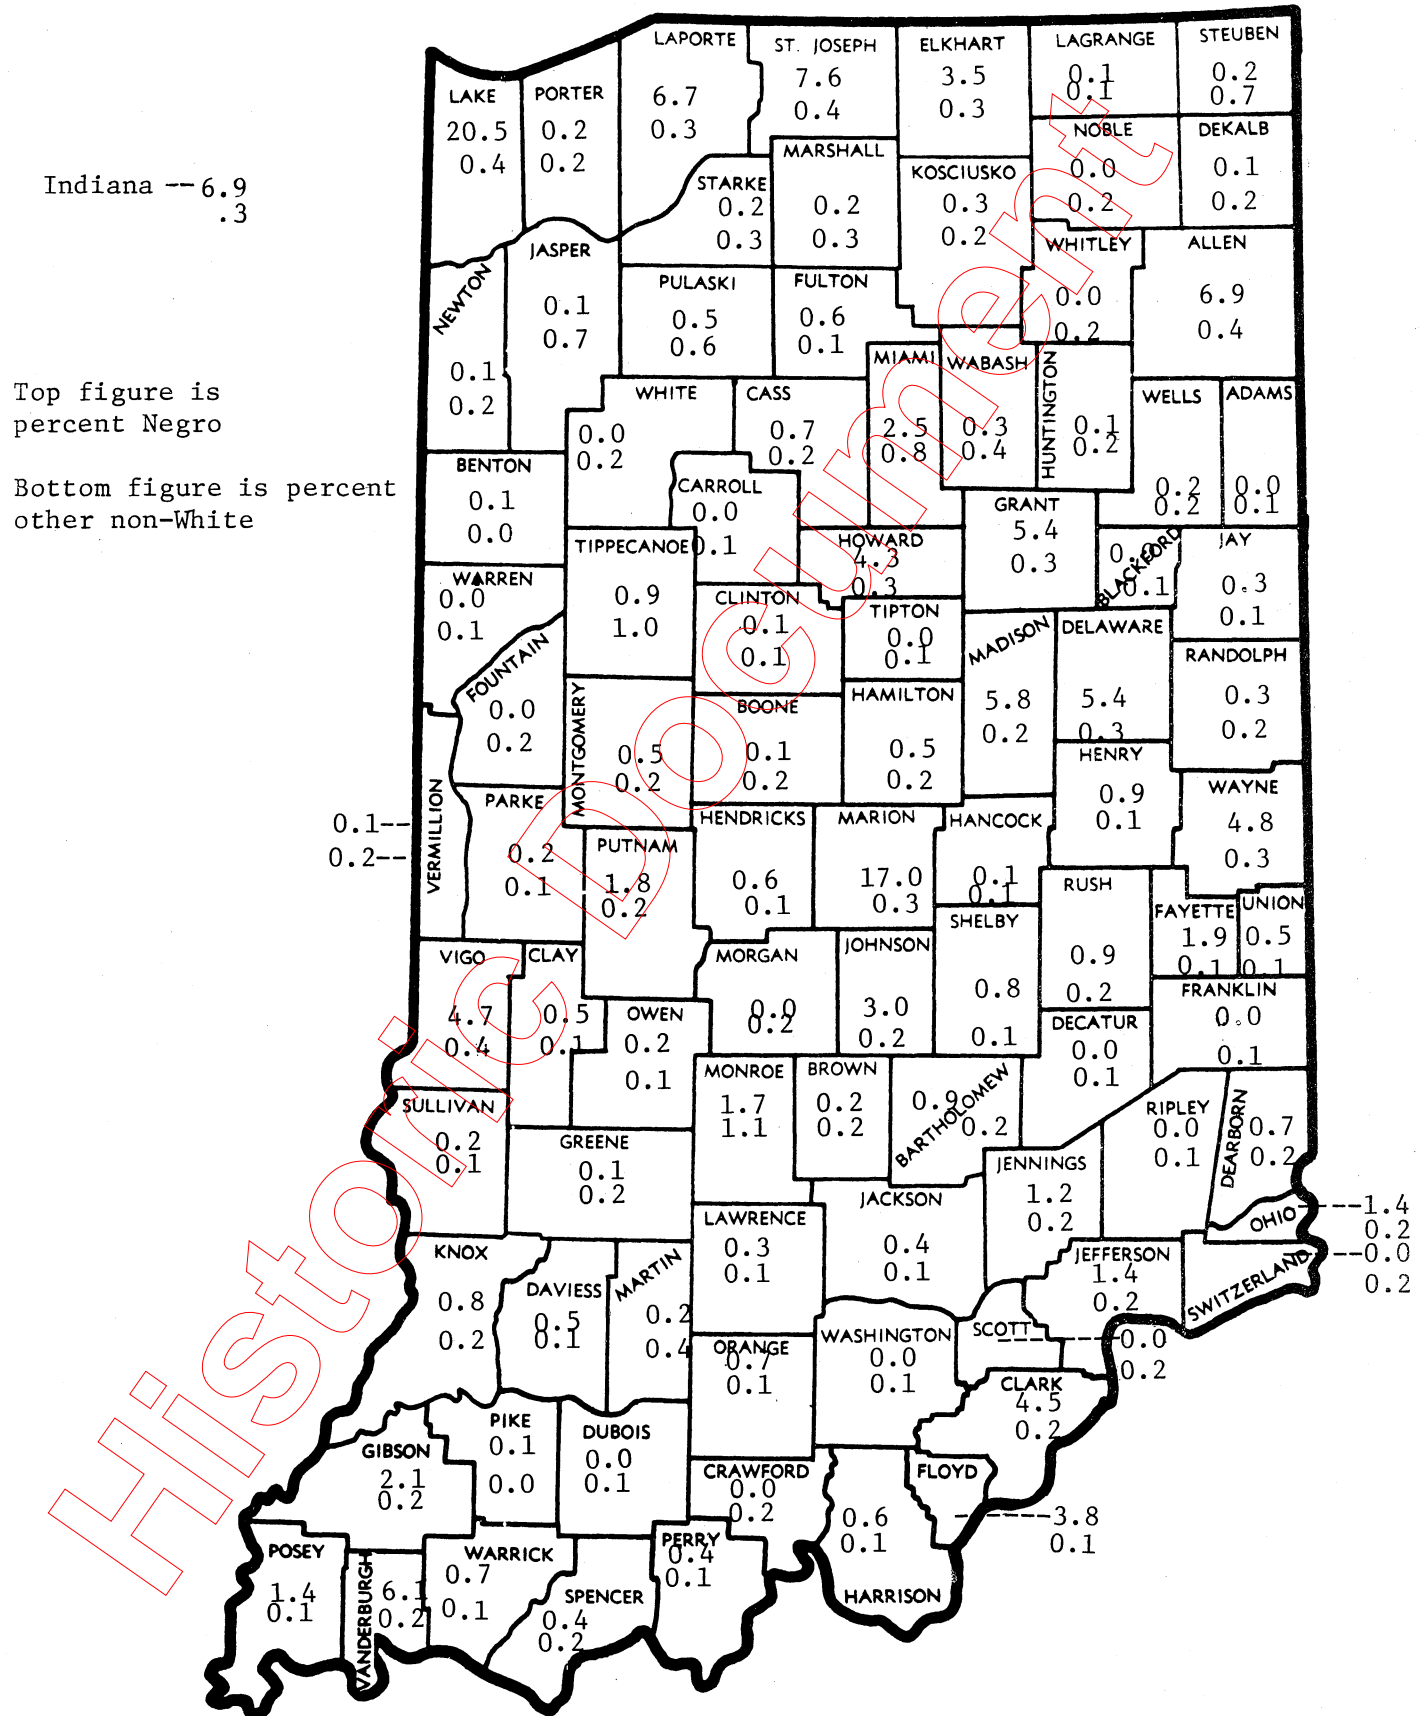 LAPORTE
6.7
0.3
ST. JOSEPH
7.6
0.4
ELKHART
3.5
0.3
LAGRANGE
0.1
0.1
STEUBEN
0.2
0.7
LAKE
20.5
0.4
PORTER
0.2
0.2
NOBLE
0.0
0.2
DEKALB
0.1
0.2
MARSHALL
0.2
0.3
STARKE
0.2
0.3
KOSCIUSKO
0.3
0.2
Indiana --6.9
.3
WHITLEY
0.0
0.2
ALLEN
6.9
0.4
JASPER
0.1
0.7
NEWTON
0.1
0.2
PULASKI
0.5
0.6
FULTON
0.6
0.1
MIAMI
2.5
0.8
WABASH
0.3
0.4
HUNTINGTON
0.1
0.2
Top figure is
percent Negro
Bottom figure is percent
other non-White
WHITE
0.0
0.2
CASS
0.7
0.2
WELLS
0.2
0.2
ADAMS
0.0
0.1
BENTON
0.1
0.0
CARROLL
0.0
0.1
GRANT
5.4
0.3
TIPPECANOE
0.9
1.0
HOWARD
4.3
0.3
BLACKFORD
0.1
JAY
0.3
0.1
WARREN
0.0
0.1
CLINTON
0.1
0.1
TIPTON
0.0
0.1
MADISON
5.8
0.2
DELAWARE
5.4
0.3
RANDOLPH
0.3
0.2
FOUNTAIN
0.0
0.2
MONTGOMERY
0.5
0.2
BOONE
0.1
0.2
HAMILTON
0.5
0.2
HENRY
0.9
0.1
WAYNE
4.8
0.3
VERMILLION
0.1--
0.2--
PARKE
0.2
0.1
PUTNAM
1.8
0.2
HENDRICKS
0.6
0.1
MARION
17.0
0.3
HANCOCK
0.1
0.1
RUSH
0.9
0.2
FAYETTE
1.9
0.1
UNION
0.5
0.1
SHELBY
0.8
0.1
VIGO
4.7
0.4
CLAY
0.5
0.1
MORGAN
0.0
0.2
JOHNSON
3.0
0.2
FRANKLIN
0.0
0.1
OWEN
0.2
0.1
DECATUR
0.0
0.1
MONROE
1.7
1.1
BROWN
0.2
0.2
BARTHOLOMEW
0.9
0.2
SULLIVAN
0.2
0.1
GREENE
0.1
0.2
RIPLEY
0.0
0.1
DEARBORN
0.7
0.2
JENNINGS
1.2
0.2
JACKSON
0.4
0.1
LAWRENCE
0.3
0.1
OHIO ---1.4
0.2
SWITZERLAND ---0.0
0.2
KNOX
0.8
0.2
DAVIESS
0.5
0.1
MARTIN
0.2
0.4
JEFFERSON
1.4
0.2
ORANGE
0.7
0.1
WASHINGTON
0.0
0.1
SCOTT
0.0
0.2
CLARK
4.5
0.2
GIBSON
2.1
0.2
PIKE
0.1
0.0
DUBOIS
0.0
0.1
CRAWFORD
0.0
0.2
FLOYD
3.8
0.1
HARRISON
0.6
0.1
POSEY
1.4
0.1
VANDERBURGH
6.1
0.2
WARRICK
0.7
0.1
SPENCER
0.4
0.2
PERRY
0.4
0.1
Historic Document